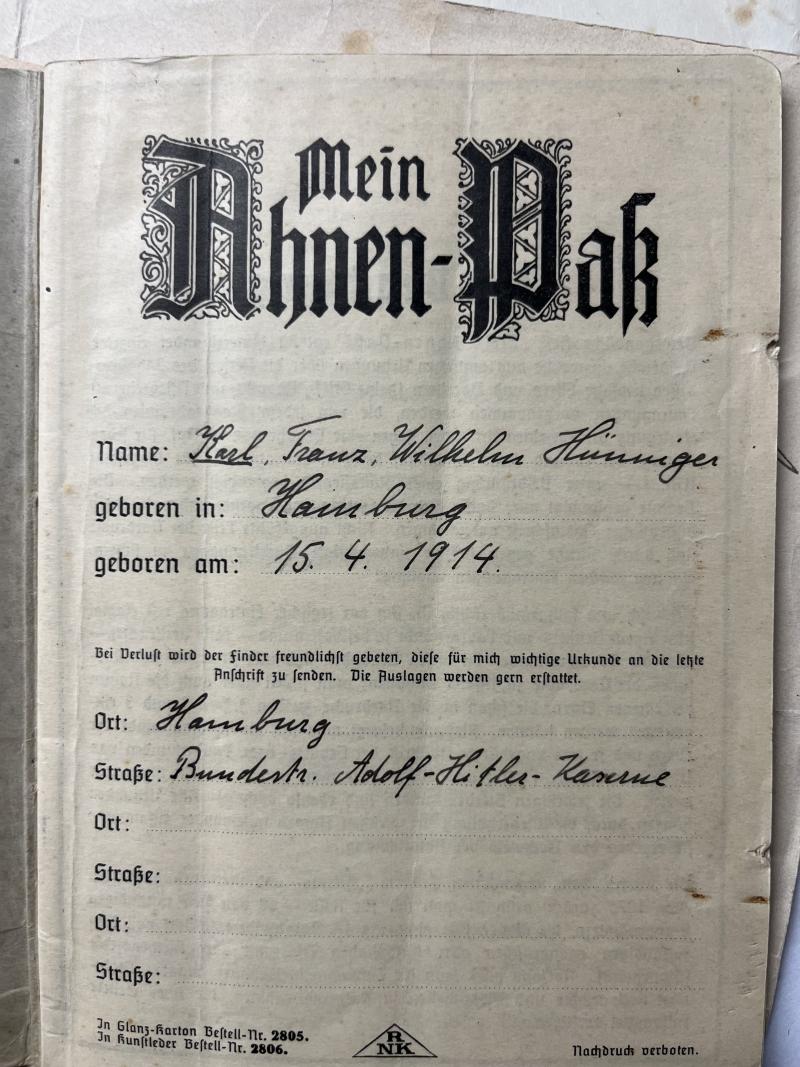 Mein
Ahnen-Paß
Name: Karl, Franz, Wilhelm Hünniger
geboren in: Hamburg
geboren am: 15. 4. 1914.
Bei Verlust wird der Finder freundlichst gebeten, diese für mich wichtige Urkunde an die letzte
Anschrift zu senden. Die Auslagen werden gern erstattet.
Ort: Hamburg
Straße: Bundestr. Adolf-Hitler-Kaserne
Ort:
Straße:
Ort:
Straße:
In Glanz-Karton Bestell-Nr. 2805.
In Kunstleder Bestell-Nr. 2806.
R
NK
Nachdruck verboten.